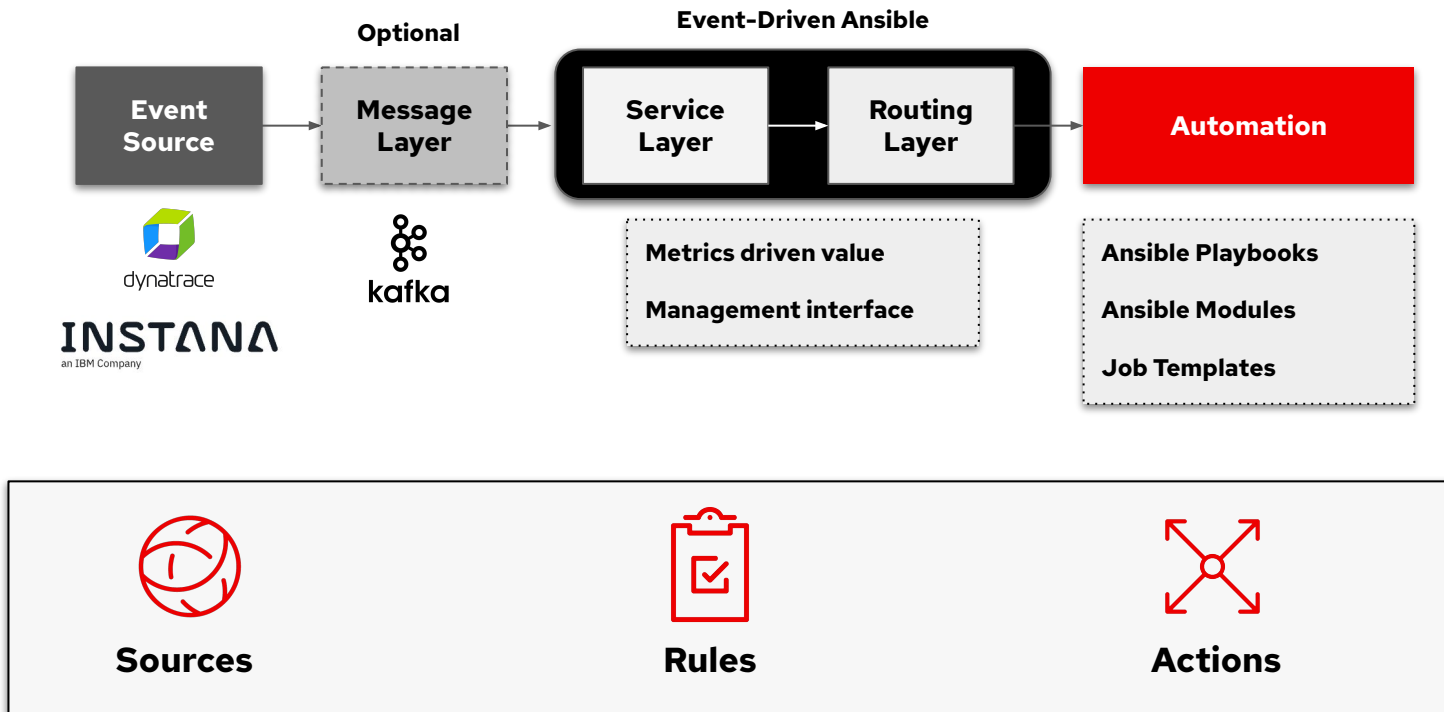 Event-Driven Ansible
Optional
Event
Source
Message
Layer
Service
Layer
Routing
Layer
Automation
dynatrace
kafka
INSTANA
an IBM Company
Metrics driven value
Management interface
Ansible Playbooks
Ansible Modules
Job Templates
Sources
Rules
Actions